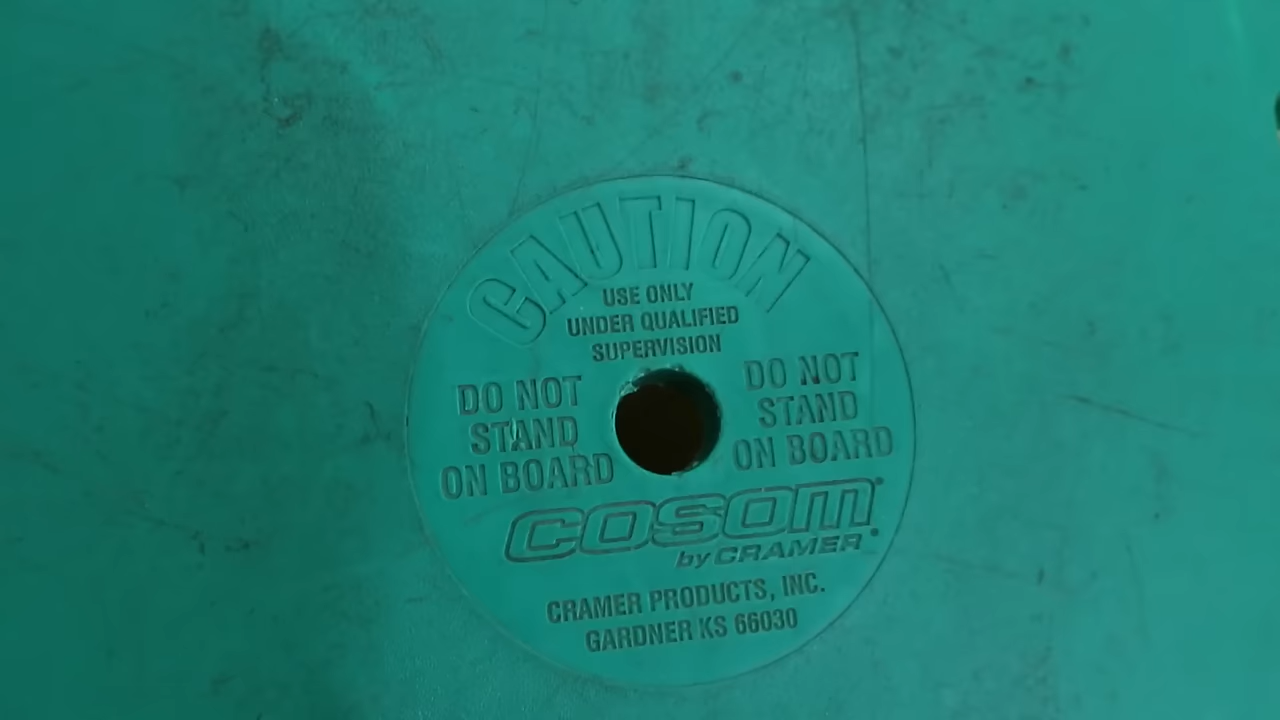 CAUTION
USE ONLY
UNDER QUALIFIED
SUPERVISION
DO NOT
STAND
ON BOARD
DO NOT
STAND
ON BOARD
COSOM
by CRAMER
CRAMER PRODUCTS, INC.
GARDNER KS 66030